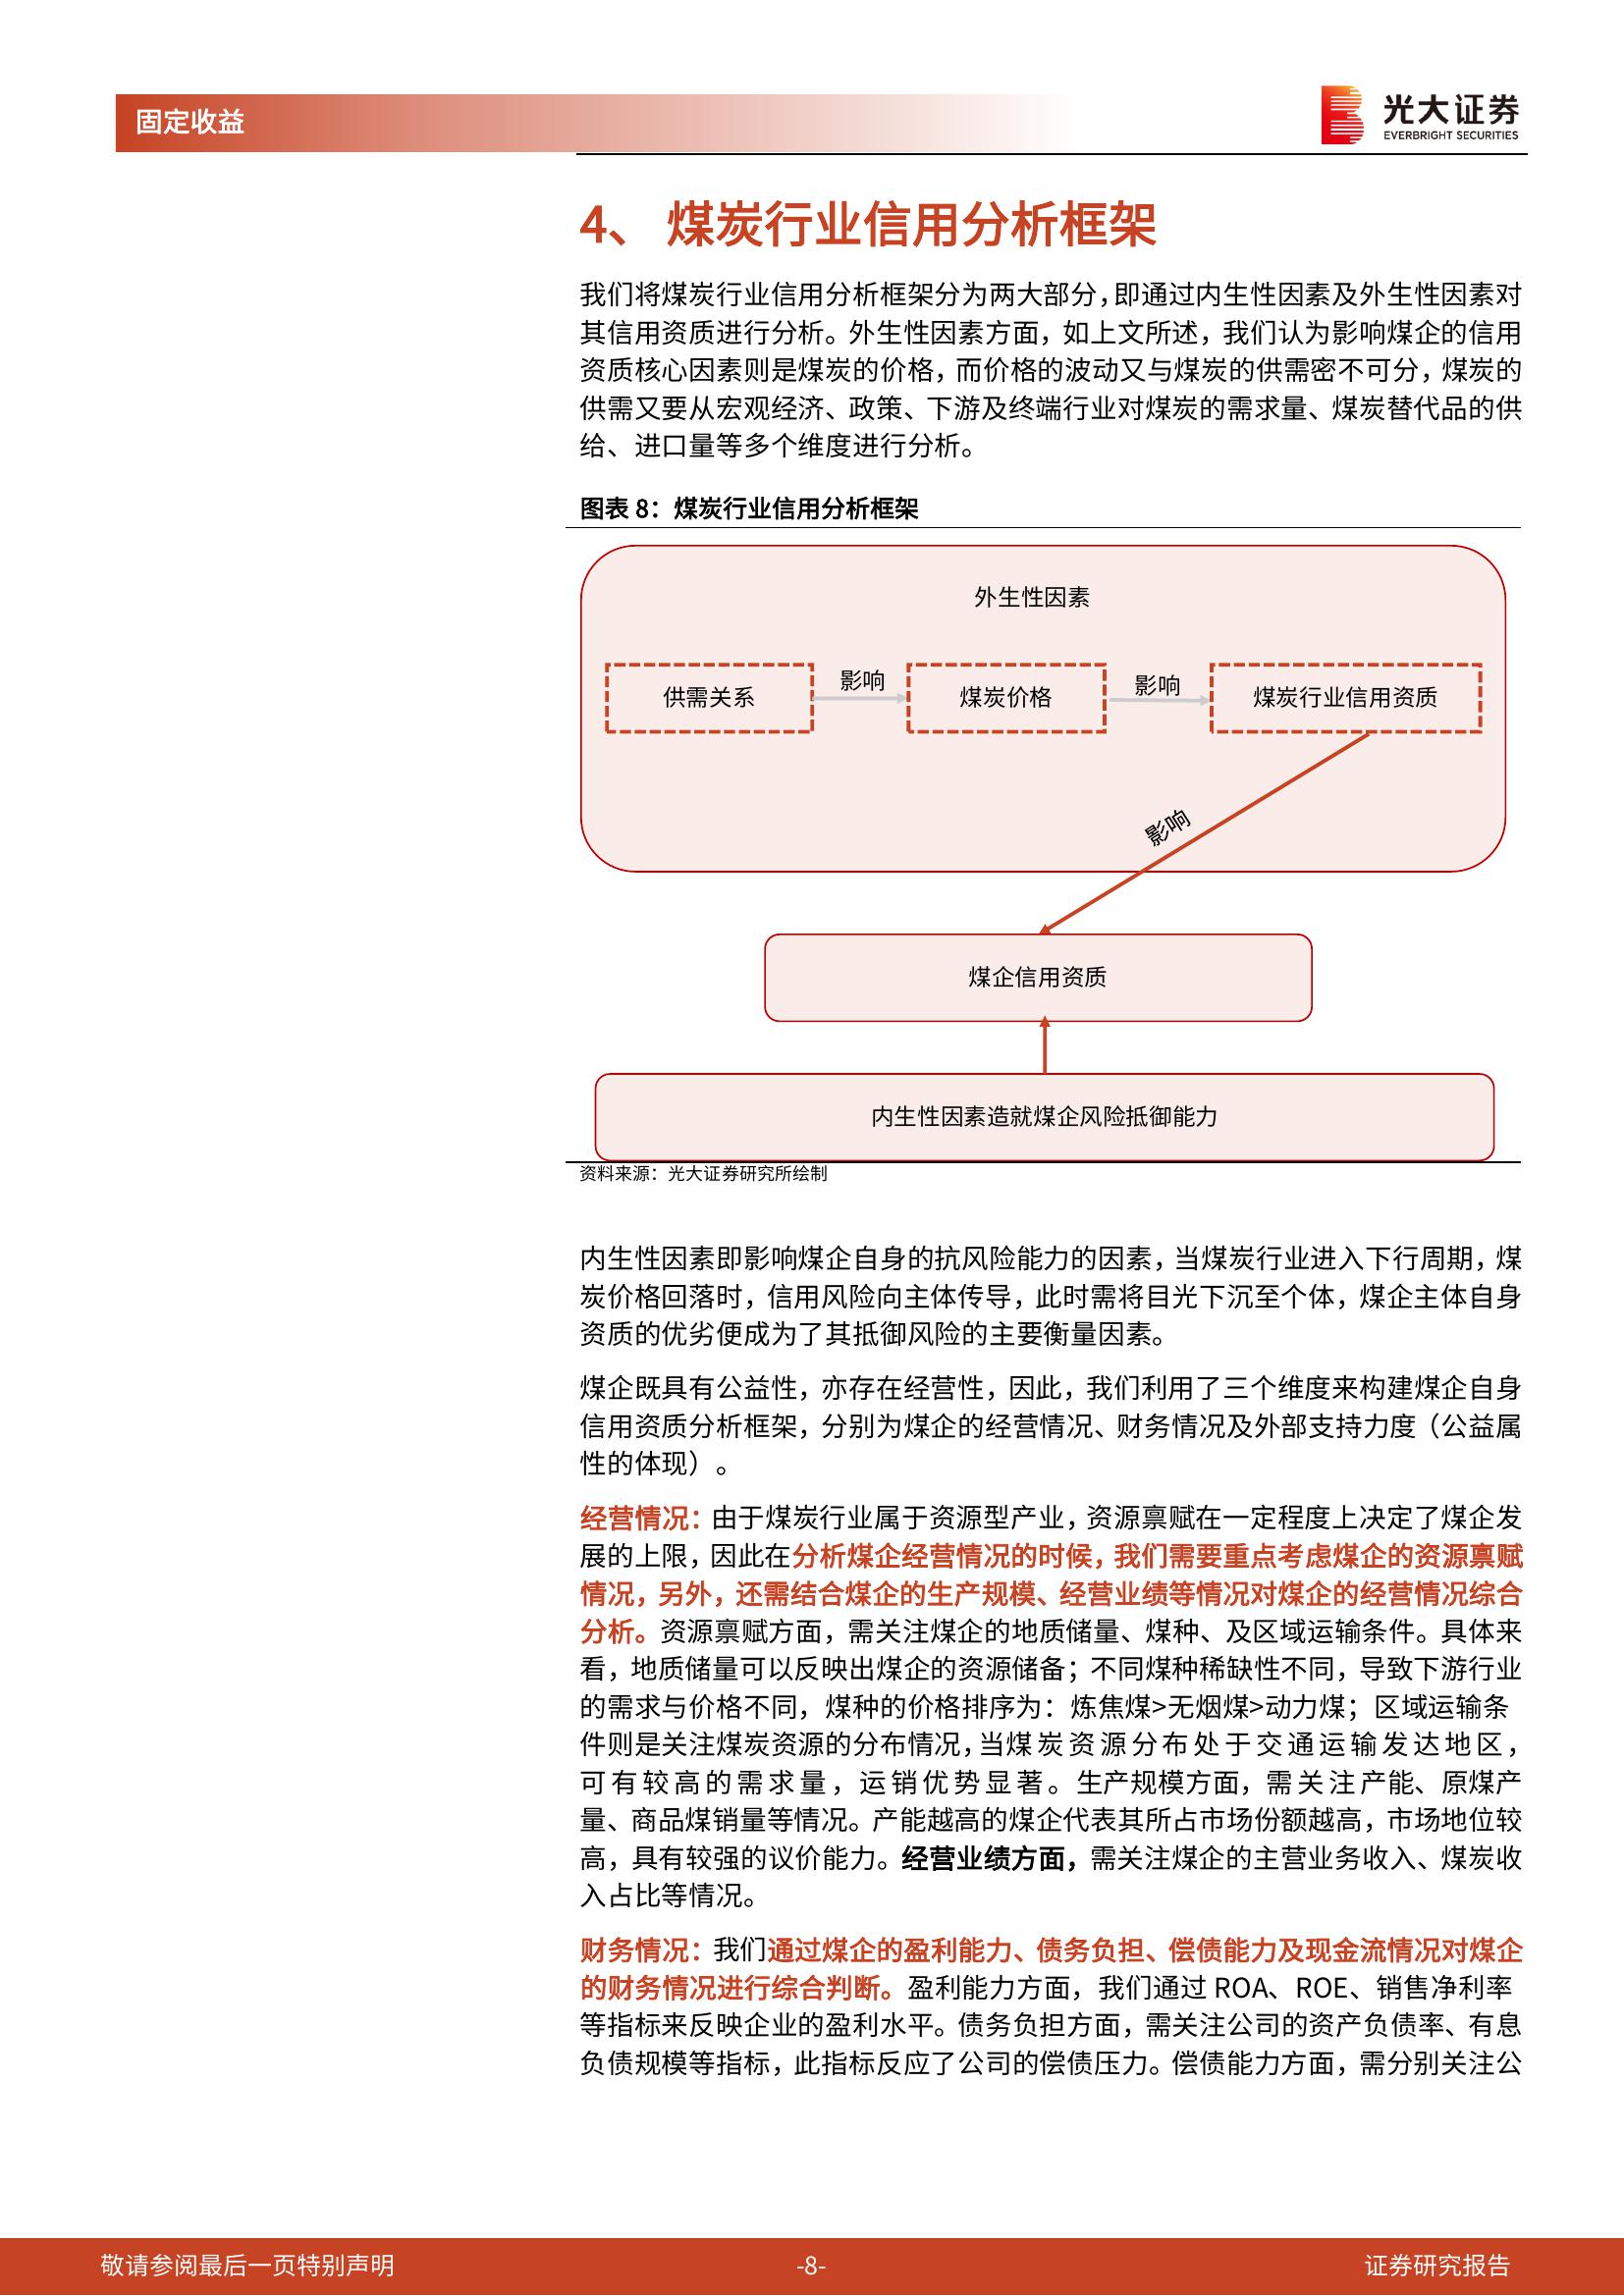 固定收益
光大证券
EVERBRIGHT SECURITIES
4、 煤炭行业信用分析框架
我们将煤炭行业信用分析框架分为两大部分，即通过内生性因素及外生性因素对
其信用资质进行分析。外生性因素方面，如上文所述，我们认为影响煤企的信用
资质核心因素则是煤炭的价格，而价格的波动又与煤炭的供需密不可分，煤炭的
供需又要从宏观经济、政策、下游及终端行业对煤炭的需求量、煤炭替代品的供
给、进口量等多个维度进行分析。
图表 8：煤炭行业信用分析框架
外生性因素
供需关系
影响
煤炭价格
影响
煤炭行业信用资质
影响
煤企信用资质
内生性因素造就煤企风险抵御能力
资料来源：光大证券研究所绘制
内生性因素即影响煤企自身的抗风险能力的因素，当煤炭行业进入下行周期，煤
炭价格回落时，信用风险向主体传导，此时需将目光下沉至个体，煤企主体自身
资质的优劣便成为了其抵御风险的主要衡量因素。
煤企既具有公益性，亦存在经营性，因此，我们利用了三个维度来构建煤企自身
信用资质分析框架，分别为煤企的经营情况、财务情况及外部支持力度（公益属
性的体现）。
经营情况：由于煤炭行业属于资源型产业，资源禀赋在一定程度上决定了煤企发
展的上限，因此在分析煤企经营情况的时候，我们需要重点考虑煤企的资源禀赋
情况，另外，还需结合煤企的生产规模、经营业绩等情况对煤企的经营情况综合
分析。资源禀赋方面，需关注煤企的地质储量、煤种、及区域运输条件。具体来
看，地质储量可以反映出煤企的资源储备；不同煤种稀缺性不同，导致下游行业
的需求与价格不同，煤种的价格排序为：炼焦煤>无烟煤>动力煤；区域运输条
件则是关注煤炭资源的分布情况，当煤炭资源分布处于交通运输发达地区，
可有较高的需求量，运销优势显著。生产规模方面，需关注产能、原煤产
量、商品煤销量等情况。产能越高的煤企代表其所占市场份额越高，市场地位较
高，具有较强的议价能力。经营业绩方面，需关注煤企的主营业务收入、煤炭收
入占比等情况。
财务情况：我们通过煤企的盈利能力、债务负担、偿债能力及现金流情况对煤企
的财务情况进行综合判断。盈利能力方面，我们通过 ROA、ROE、销售净利率
等指标来反映企业的盈利水平。债务负担方面，需关注公司的资产负债率、有息
负债规模等指标，此指标反应了公司的偿债压力。偿债能力方面，需分别关注公
敬请参阅最后一页特别声明
-8-
证券研究报告